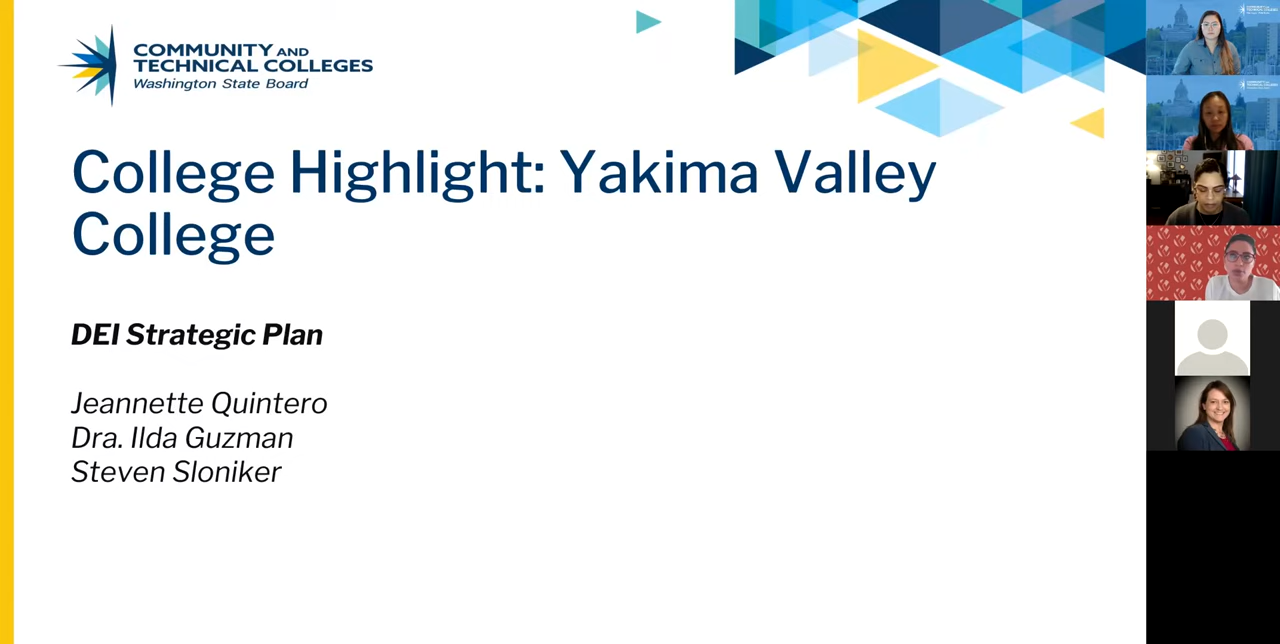 COMMUNITY AND
TECHNICAL COLLEGES
Washington State Board
College Highlight: Yakima Valley
College
DEI Strategic Plan
Jeannette Quintero
Dra. Ilda Guzman
Steven Sloniker